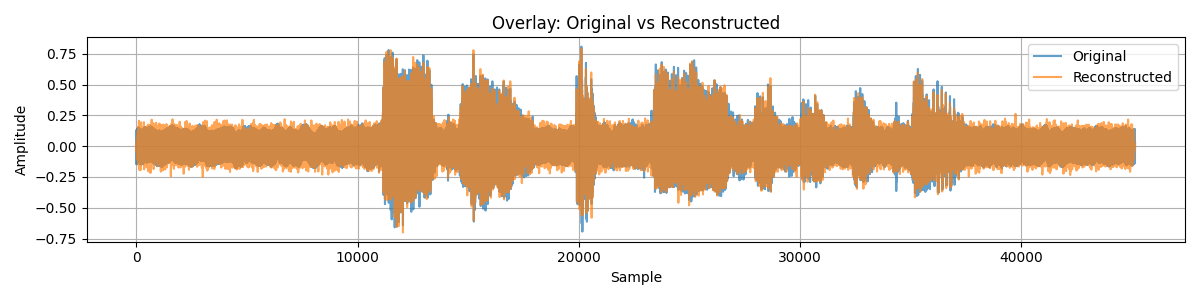 Overlay: Original vs Reconstructed
Original
Reconstructed
Amplitude
0.75
0.50
0.25
0.00
−0.25
−0.50
−0.75
0
10000
20000
30000
40000
Sample